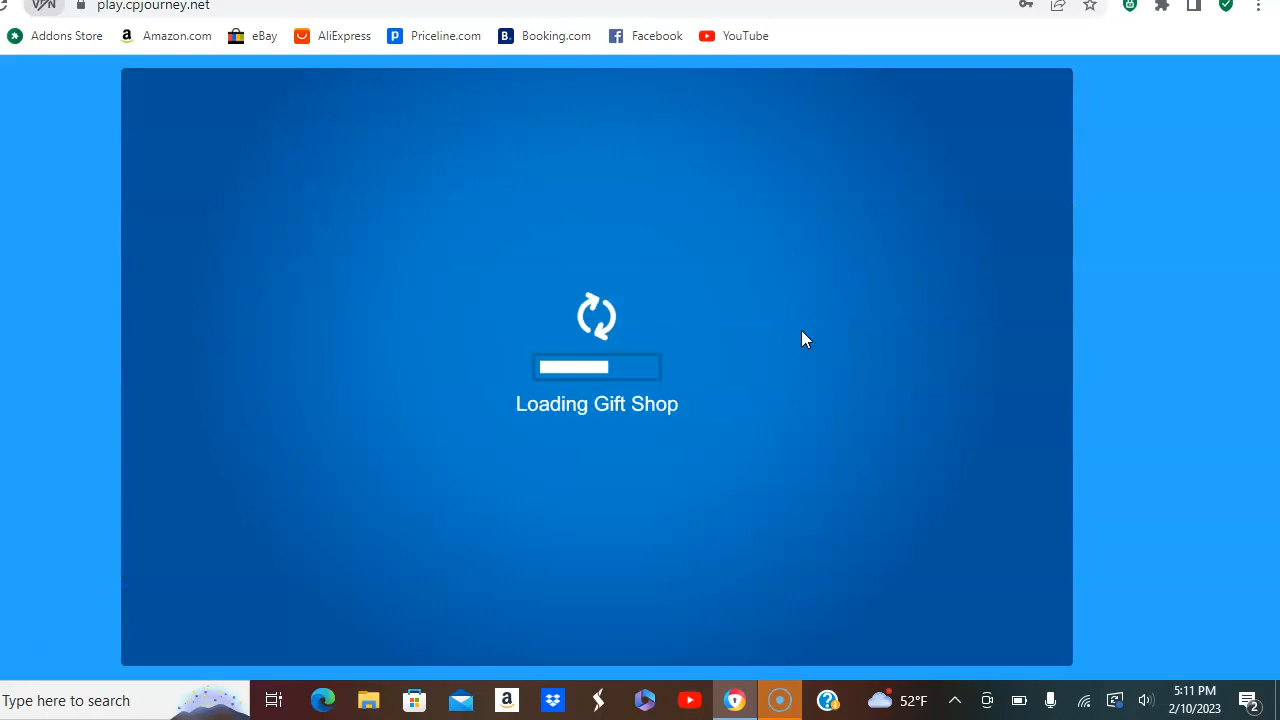 VPN play.cpjourney.net
Addons Store Amazon.com eBay AliExpress Priceline.com Booking.com Facebook YouTube
Loading Gift Shop
Type here to search
52°F
5:11 PM
2/10/2023
2